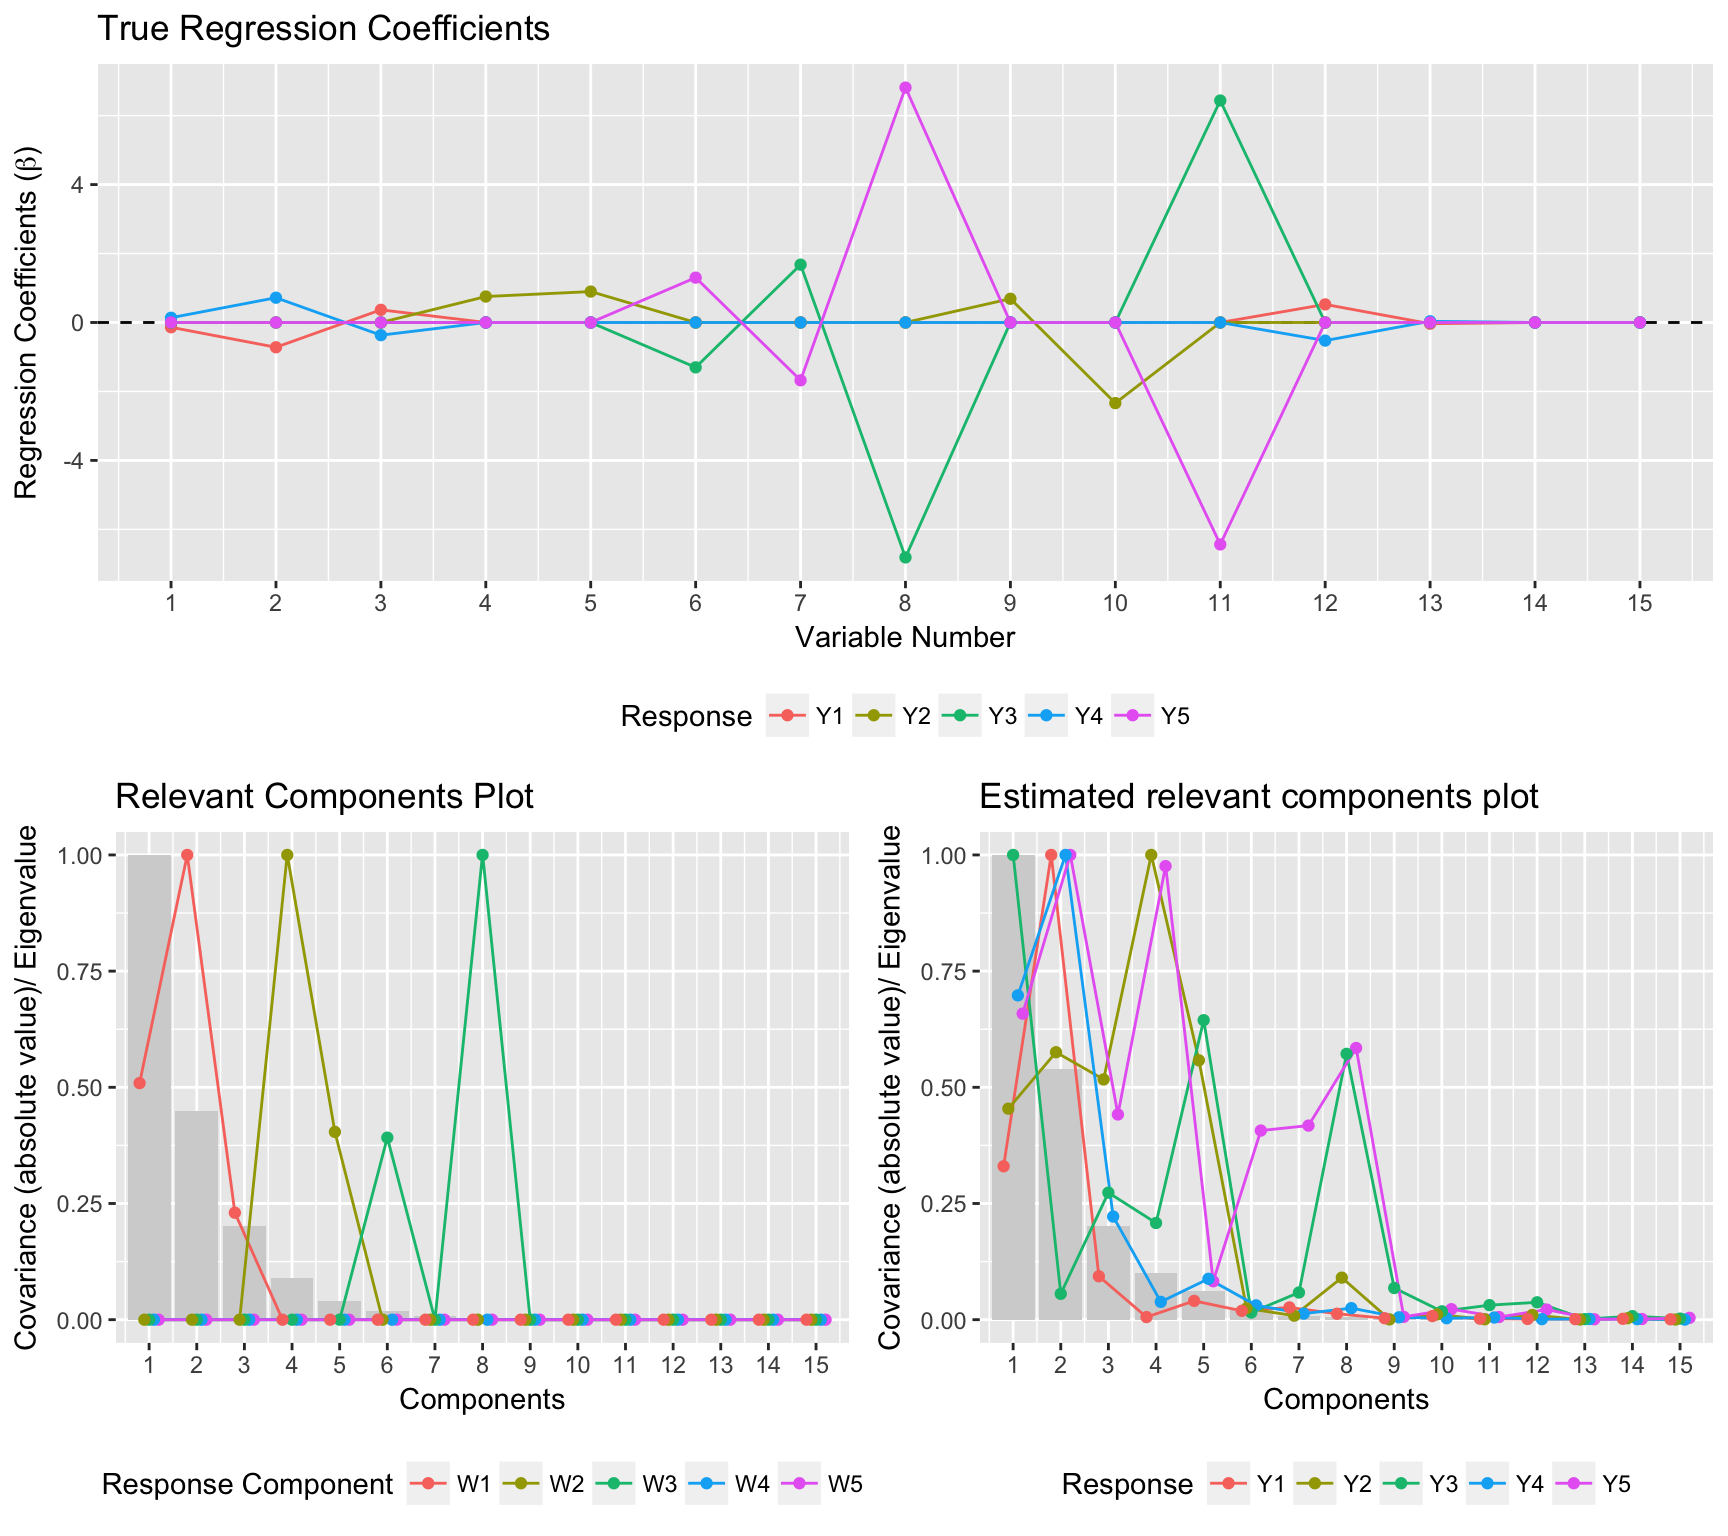 True Regression Coefficients
Regression Coefficients (β)
4
0
-4
1 2 3 4 5 6 7 8 9 10 11 12 13 14 15
Variable Number
Response Y1 Y2 Y3 Y4 Y5
Relevant Components Plot
Covariance (absolute value)/ Eigenvalue
1.00
0.75
0.50
0.25
0.00
1 2 3 4 5 6 7 8 9 10 11 12 13 14 15
Components
Response Component W1 W2 W3 W4 W5
Estimated relevant components plot
Covariance (absolute value)/ Eigenvalue
1.00
0.75
0.50
0.25
0.00
1 2 3 4 5 6 7 8 9 10 11 12 13 14 15
Components
Response Y1 Y2 Y3 Y4 Y5